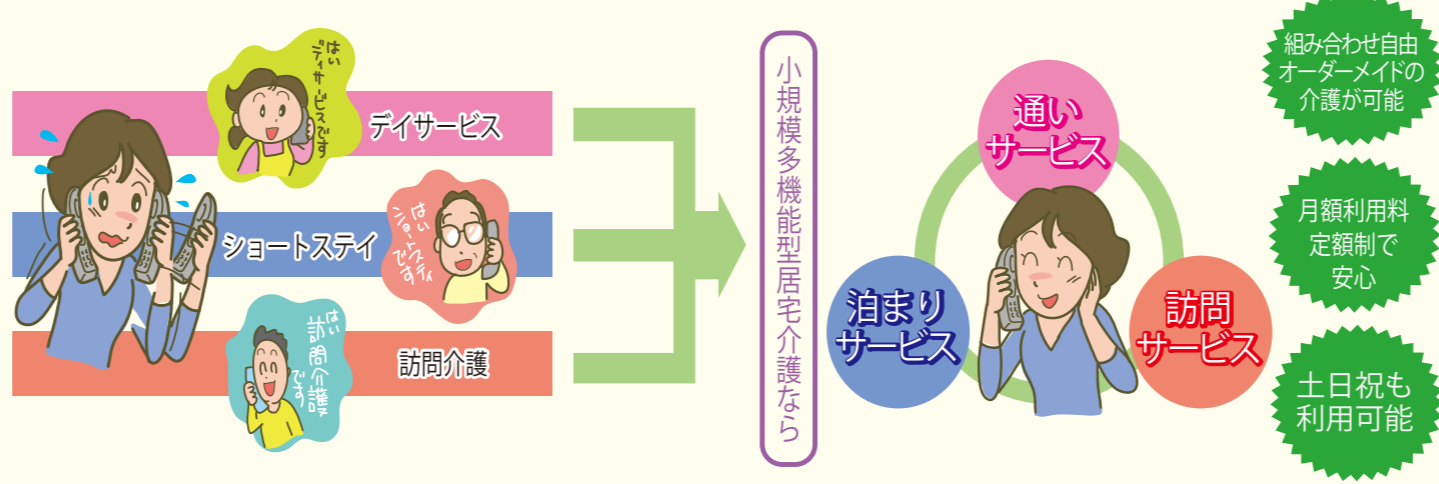 はい
デイサービスです
デイサービス
はい
ショートステイ
です
ショートステイ
はい
訪問介護
です
訪問介護
小規模多機能型居宅介護なら
通い
サービス
泊まり
サービス
訪問
サービス
組み合わせ自由
オーダーメイドの
介護が可能
月額利用料
定額制で
安心
土日祝も
利用可能